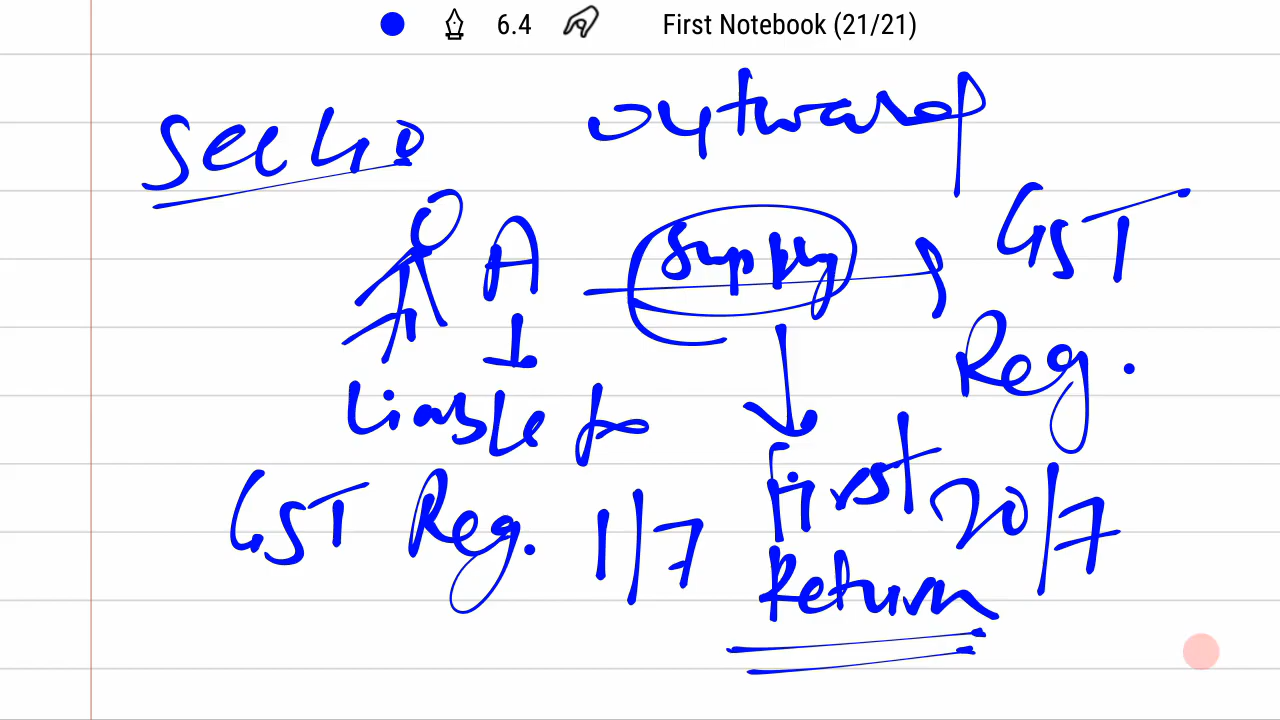 6.4 First Notebook (21/21)
Sec 40 outward
A Supply GST
Reg.
Liable for
First 20/7
GST Reg. 1/7
Return